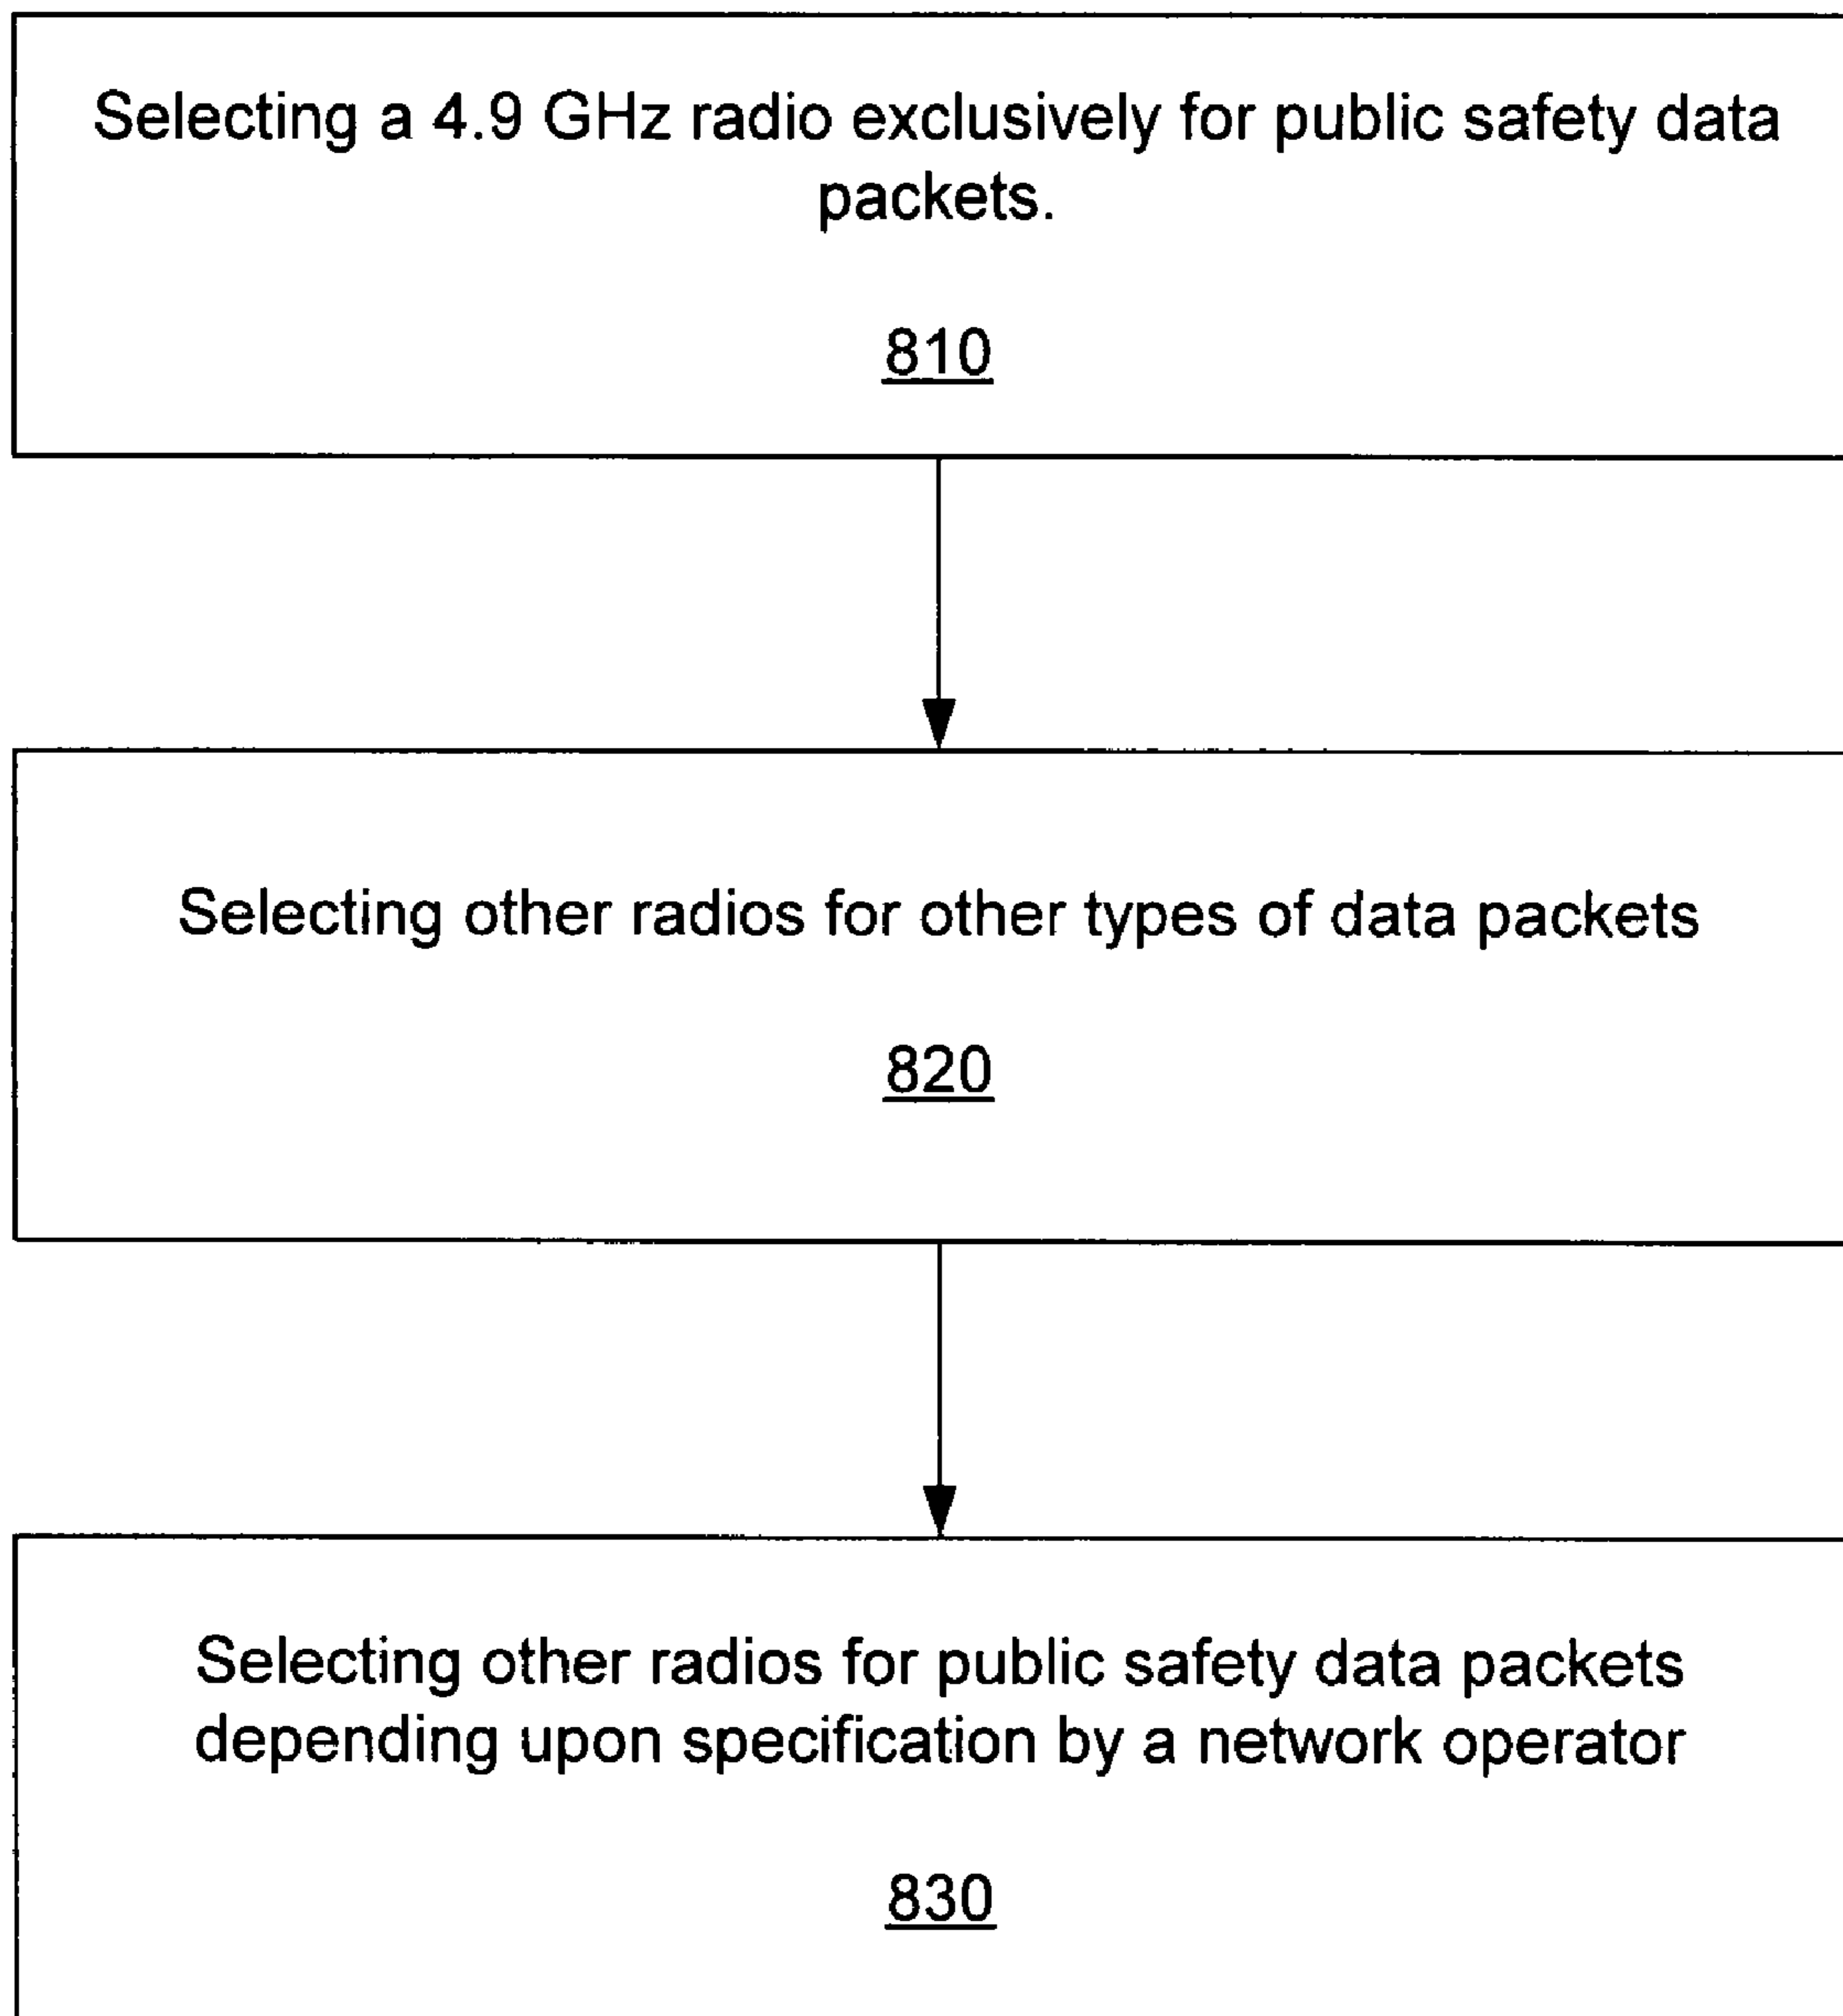 Selecting a 4.9 GHz radio exclusively for public safety data
packets.
810
Selecting other radios for other types of data packets
820
Selecting other radios for public safety data packets
depending upon specification by a network operator
830